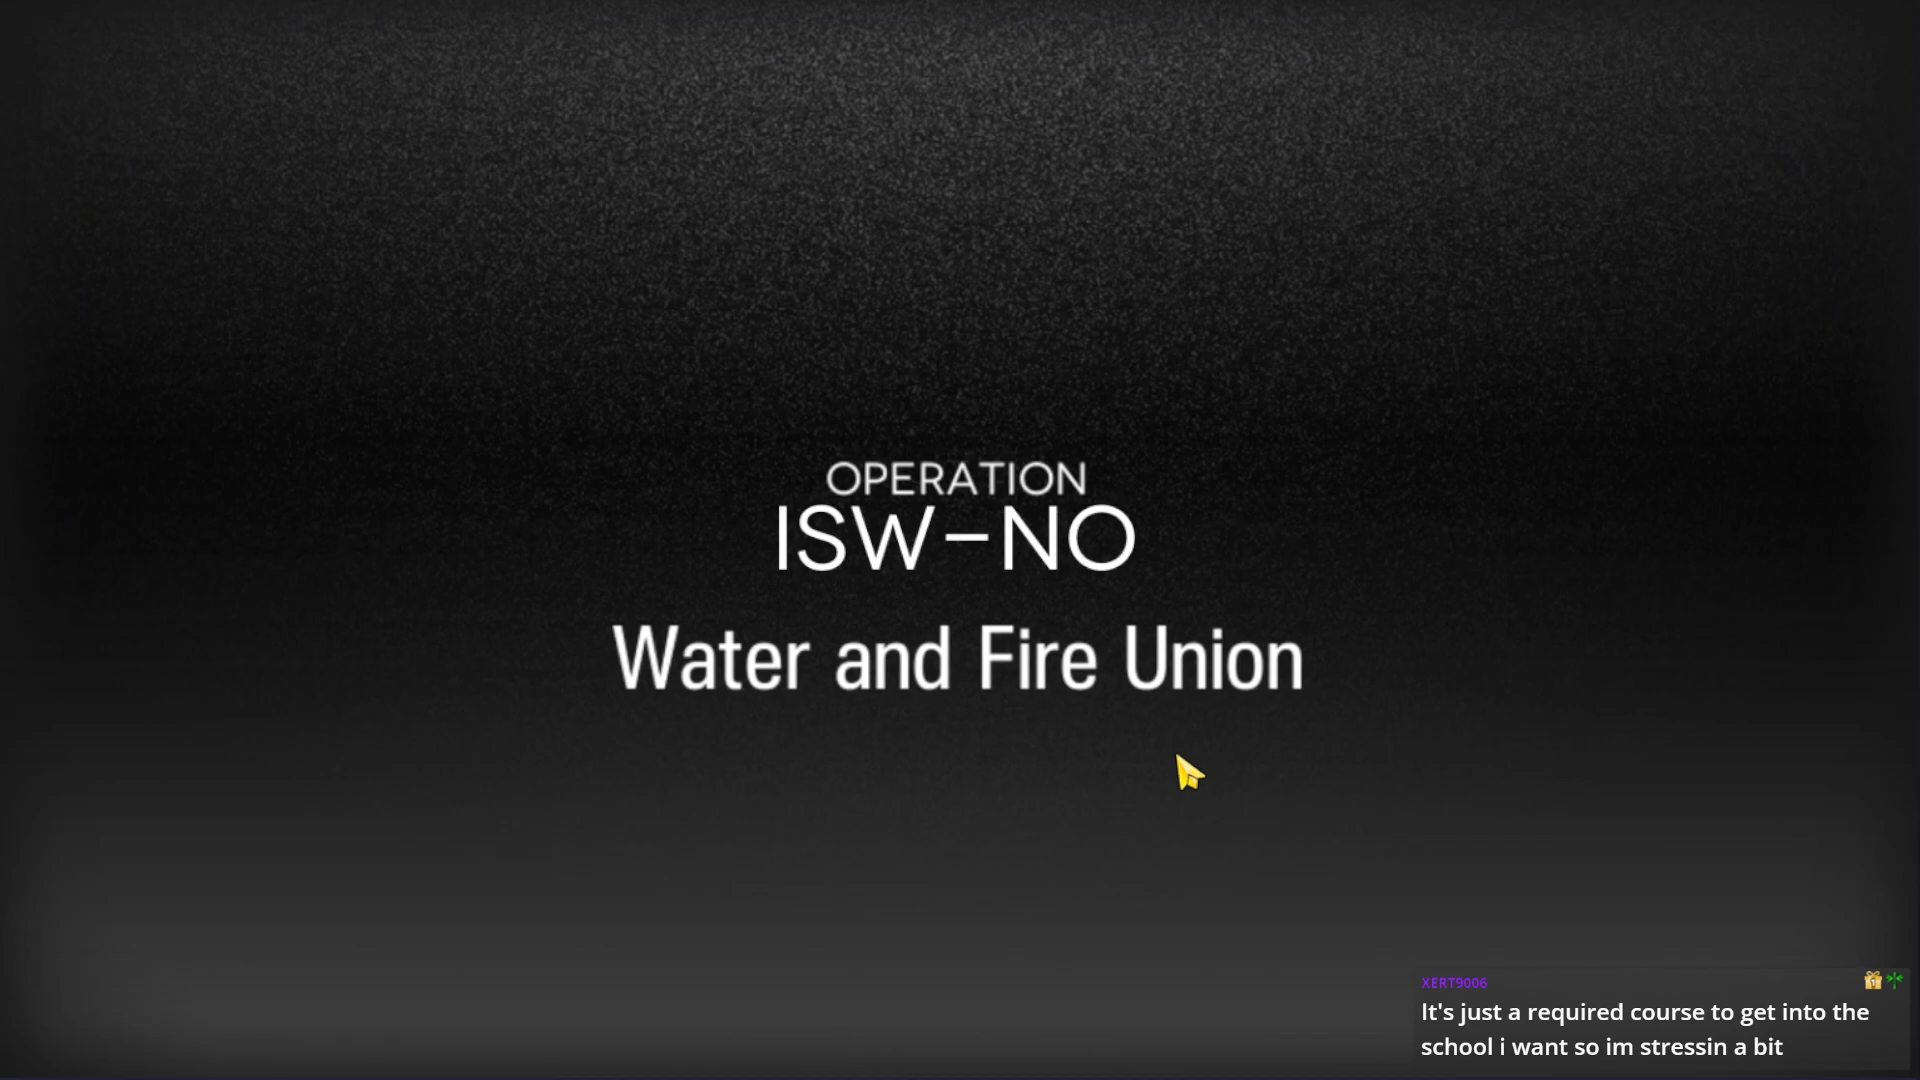 OPERATION
ISW-NO
Water and Fire Union
XERT9006
It's just a required course to get into the
school i want so im stressin a bit